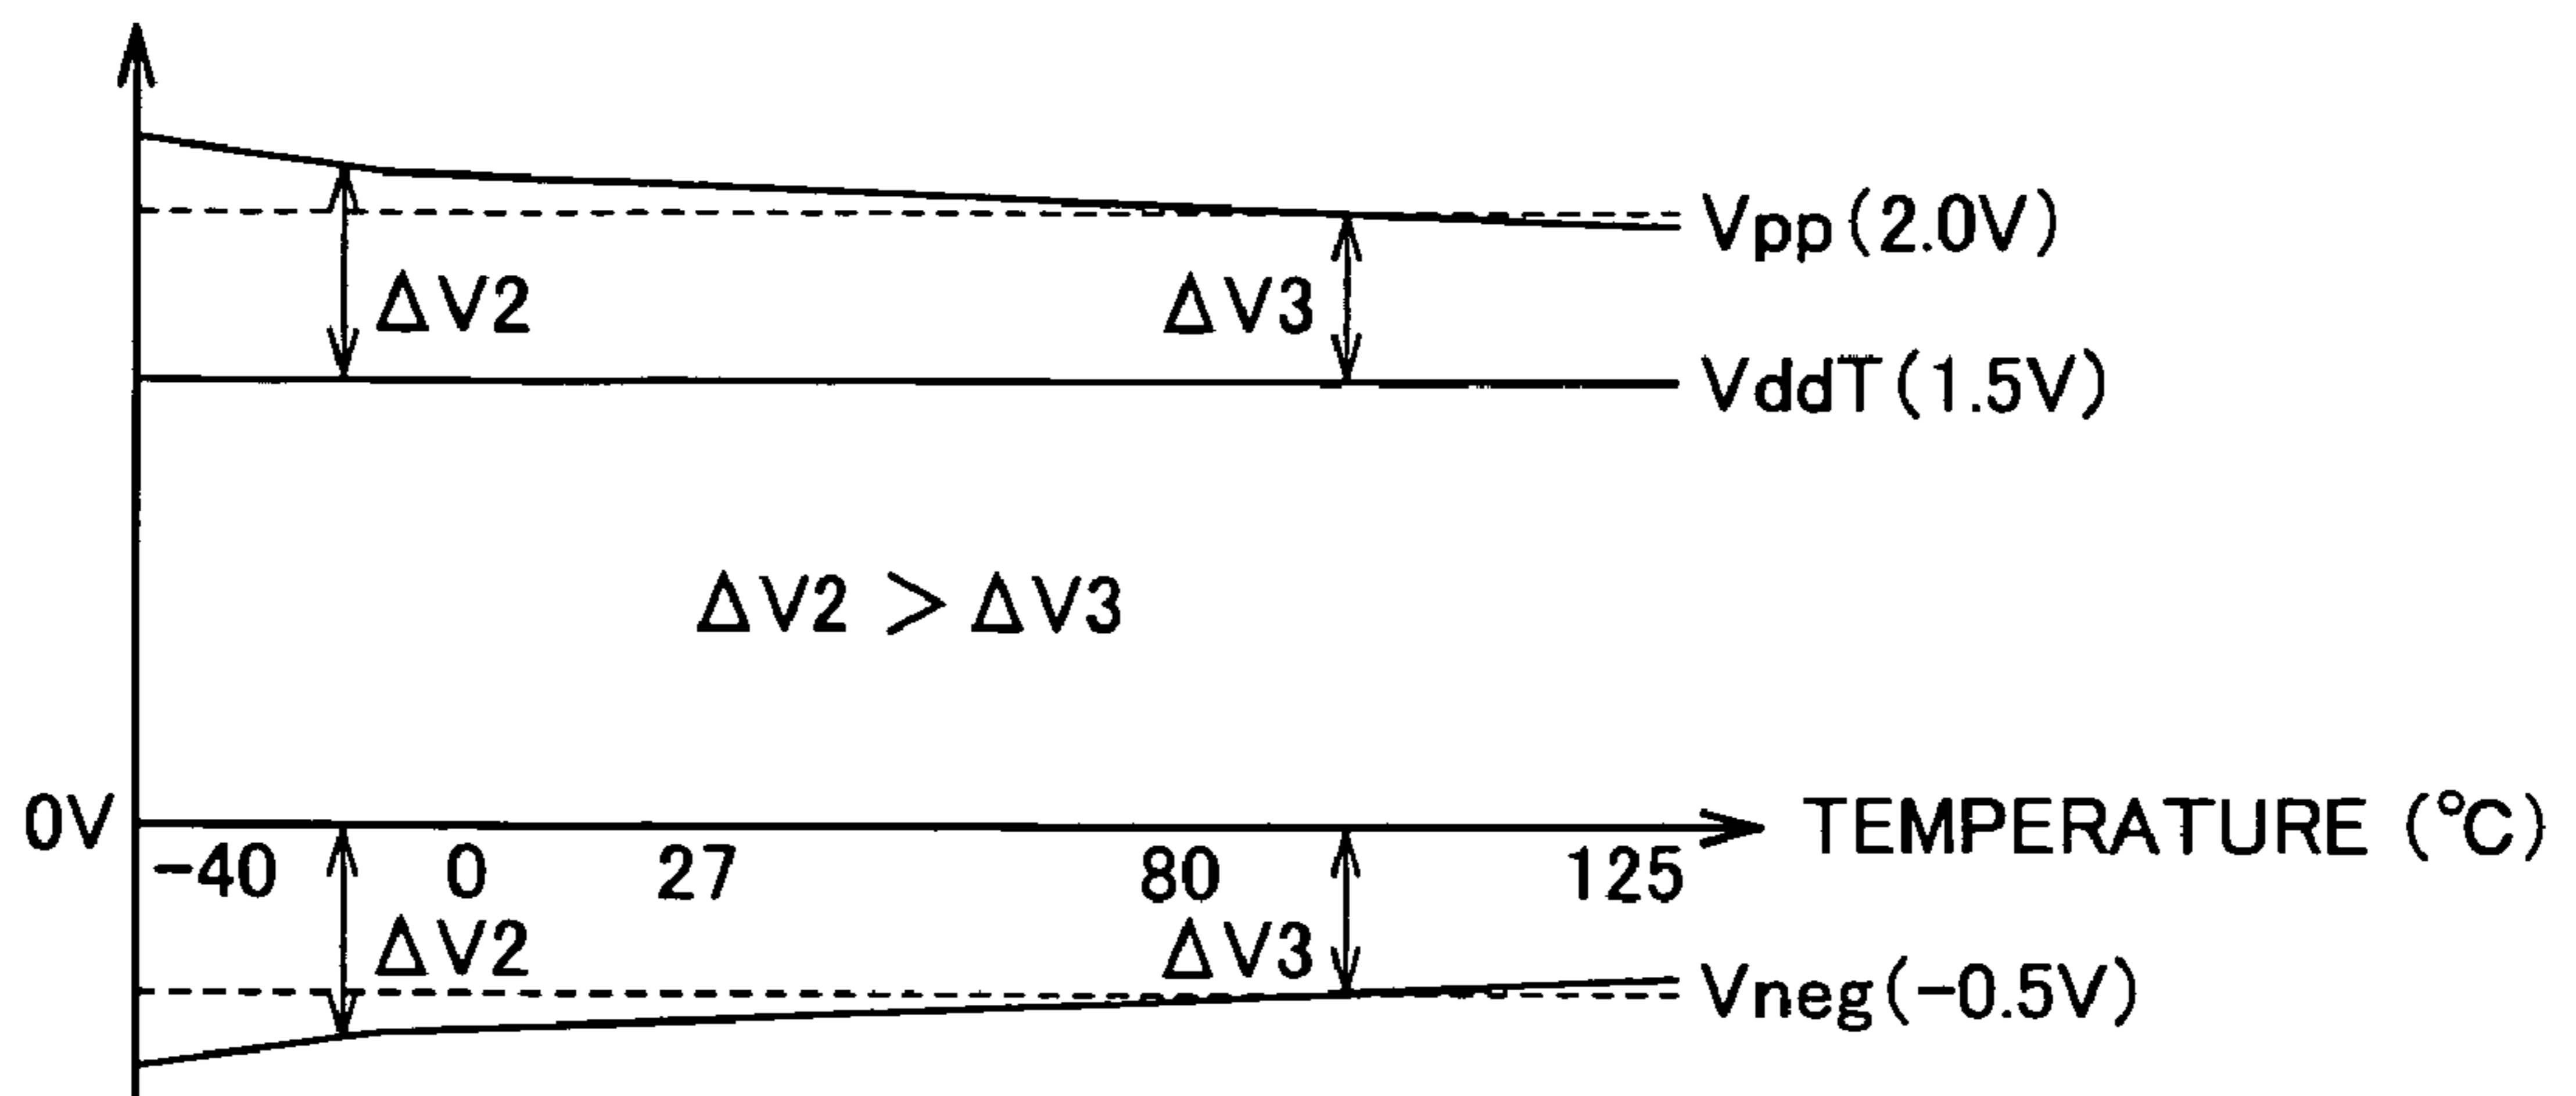 Vpp(2.0V)
ΔV2
ΔV3
VddT(1.5V)
ΔV2 > ΔV3
0V
TEMPERATURE (°C)
-40 0 27 80 125
ΔV2
ΔV3
Vneg(-0.5V)